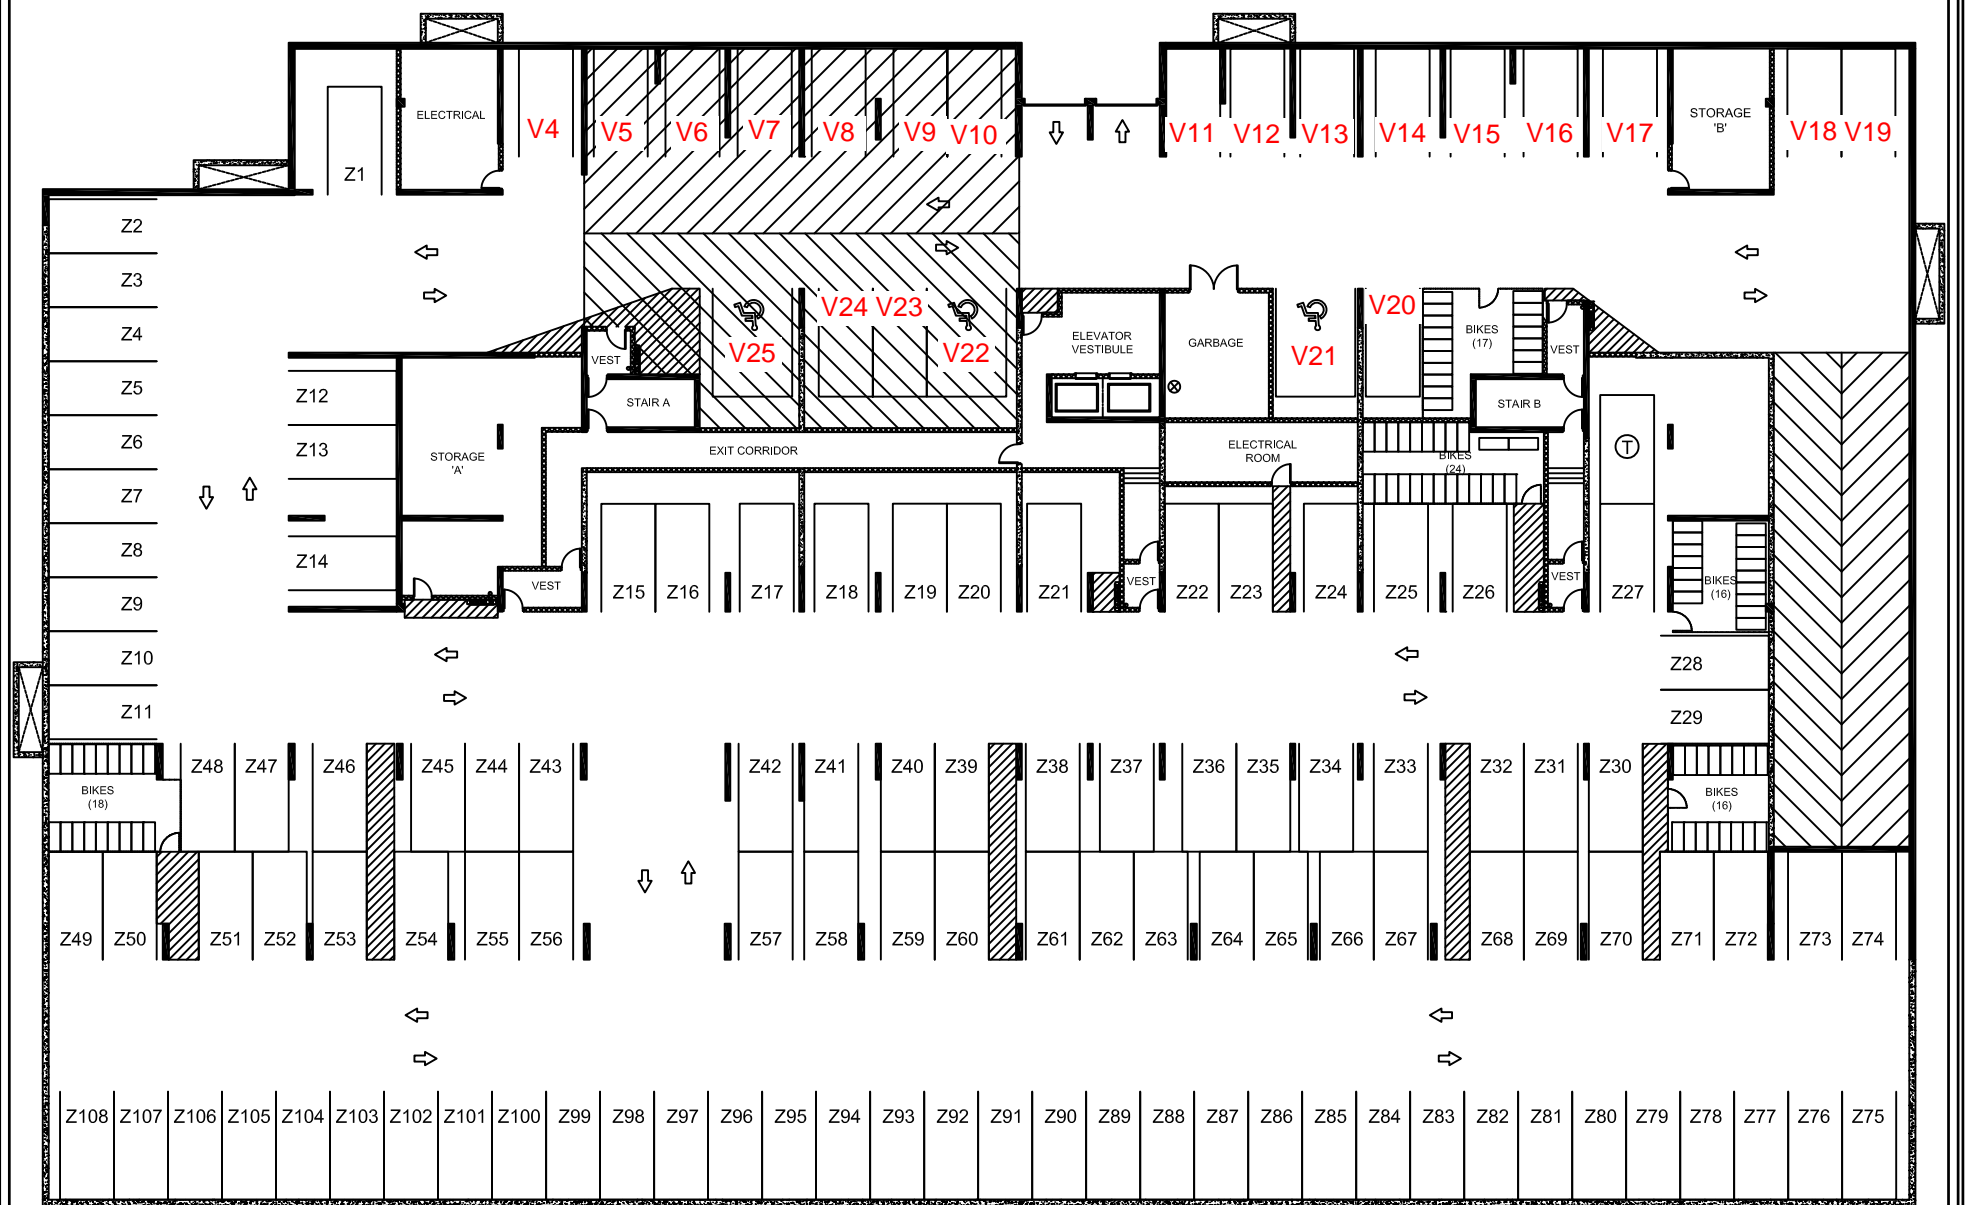 ELECTRICAL
V4
V5
V6
V7
V8
V9
V10
V11
V12
V13
V14
V15
V16
V17
STORAGE
'B'
V18
V19
Z1
Z2
Z3
Z4
Z5
Z6
Z7
Z8
Z9
Z10
Z11
V25
V24
V23
V22
V21
V20
VEST
STAIR A
ELEVATOR
VESTIBULE
GARBAGE
BIKES
(17)
VEST
STAIR B
Z12
Z13
Z14
STORAGE
'A'
EXIT CORRIDOR
ELECTRICAL
ROOM
BIKES
(24)
T
VEST
Z15
Z16
Z17
Z18
Z19
Z20
Z21
VEST
Z22
Z23
Z24
Z25
Z26
VEST
Z27
BIKES
(16)
Z28
Z29
BIKES
(18)
Z48
Z47
Z46
Z45
Z44
Z43
Z42
Z41
Z40
Z39
Z38
Z37
Z36
Z35
Z34
Z33
Z32
Z31
Z30
BIKES
(16)
Z49
Z50
Z51
Z52
Z53
Z54
Z55
Z56
Z57
Z58
Z59
Z60
Z61
Z62
Z63
Z64
Z65
Z66
Z67
Z68
Z69
Z70
Z71
Z72
Z73
Z74
Z108
Z107
Z106
Z105
Z104
Z103
Z102
Z101
Z100
Z99
Z98
Z97
Z96
Z95
Z94
Z93
Z92
Z91
Z90
Z89
Z88
Z87
Z86
Z85
Z84
Z83
Z82
Z81
Z80
Z79
Z78
Z77
Z76
Z75